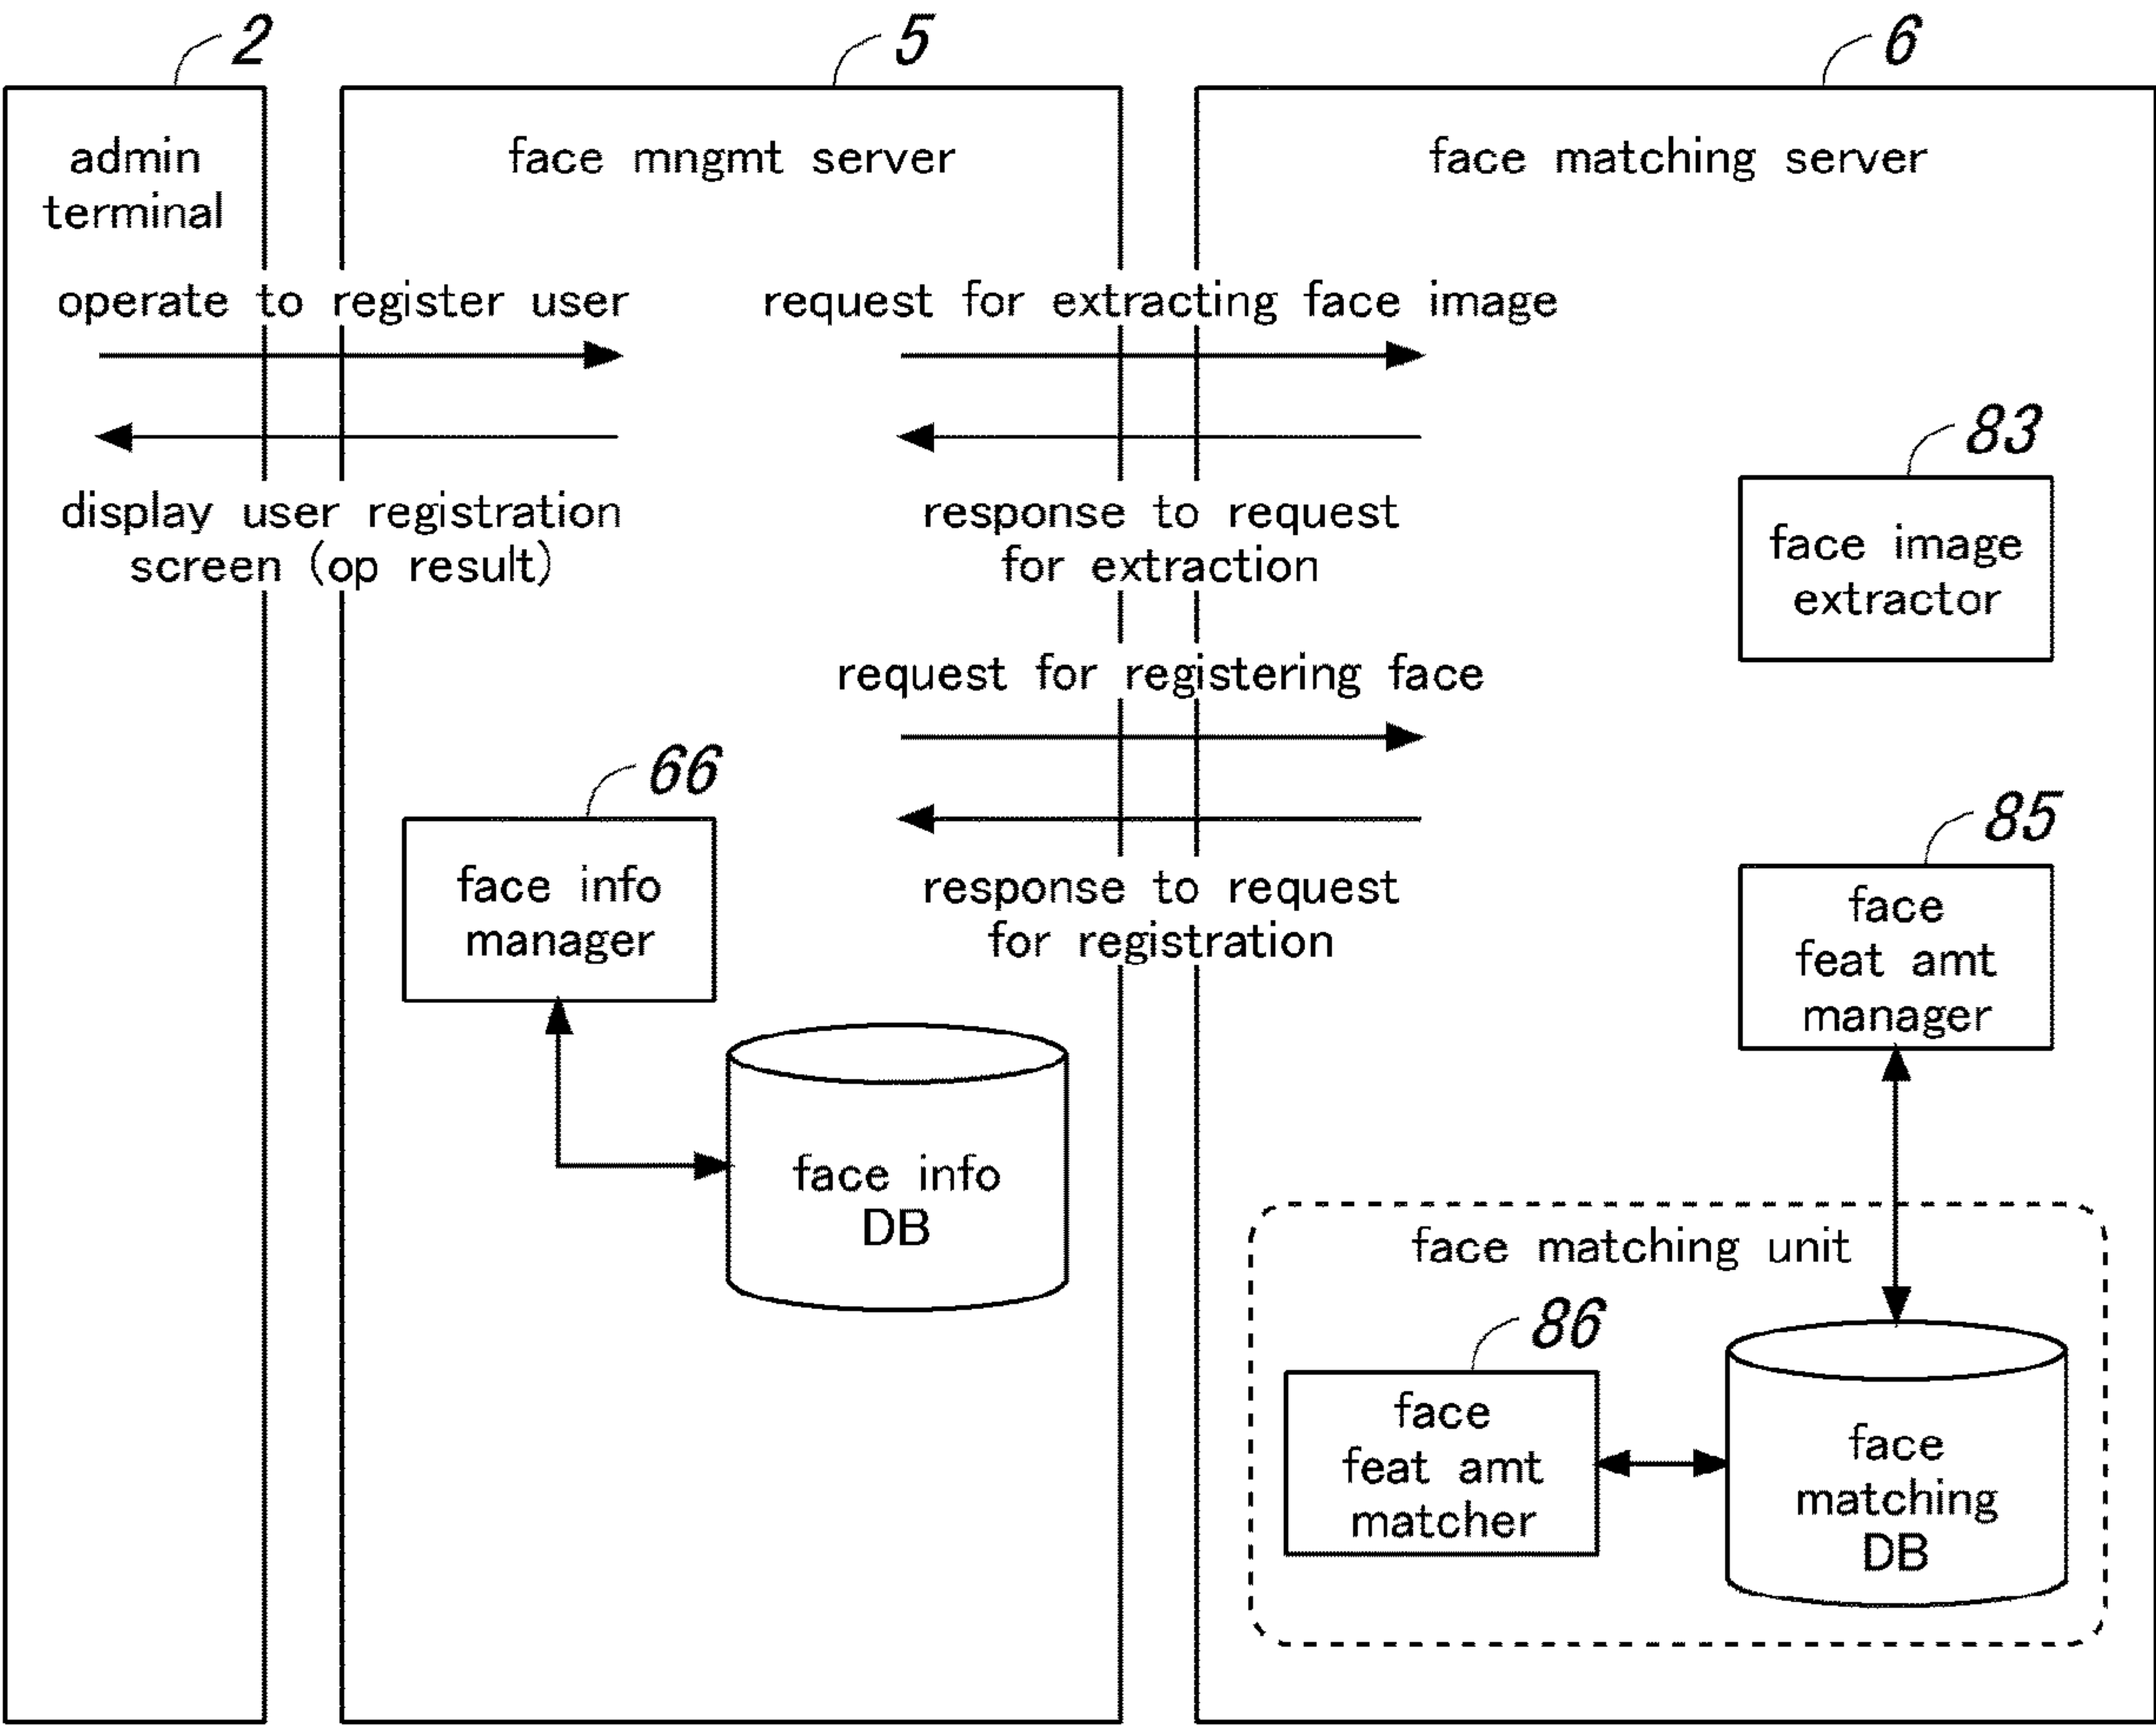 2
5
6
admin
terminal
face mngmt server
face matching server
operate to register user
request for extracting face image
display user registration
screen (op result)
response to request
for extraction
83
face image
extractor
request for registering face
66
face info
manager
response to request
for registration
85
face
feat amt
manager
face info
DB
face matching unit
86
face
feat amt
matcher
face
matching
DB